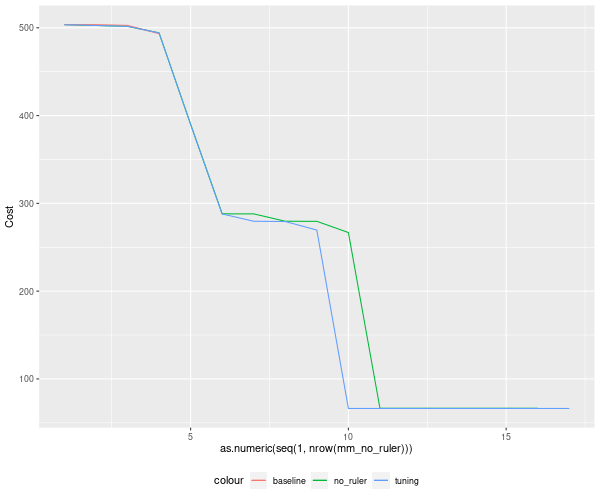 500
400
300
200
100
Cost
5 10 15
as.numeric(seq(1, nrow(mm_no_ruler)))
colour baseline no_ruler tuning